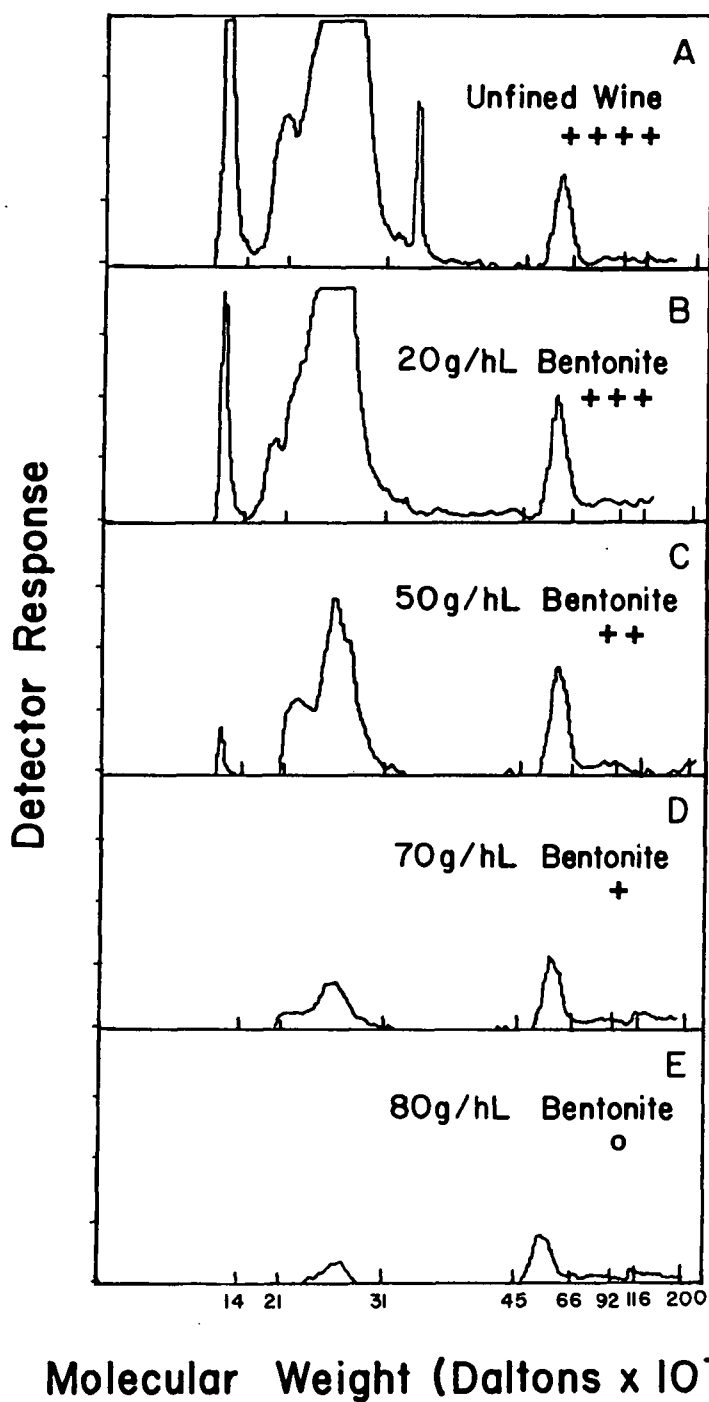 A
Unfined Wine
++++
B
20g/hL Bentonite
+++
C
50g/hL Bentonite
++
D
70g/hL Bentonite
+
E
80g/hL Bentonite
o
14 21 31 45 66 92 116 200
Detector Response
Molecular Weight (Daltons x 10